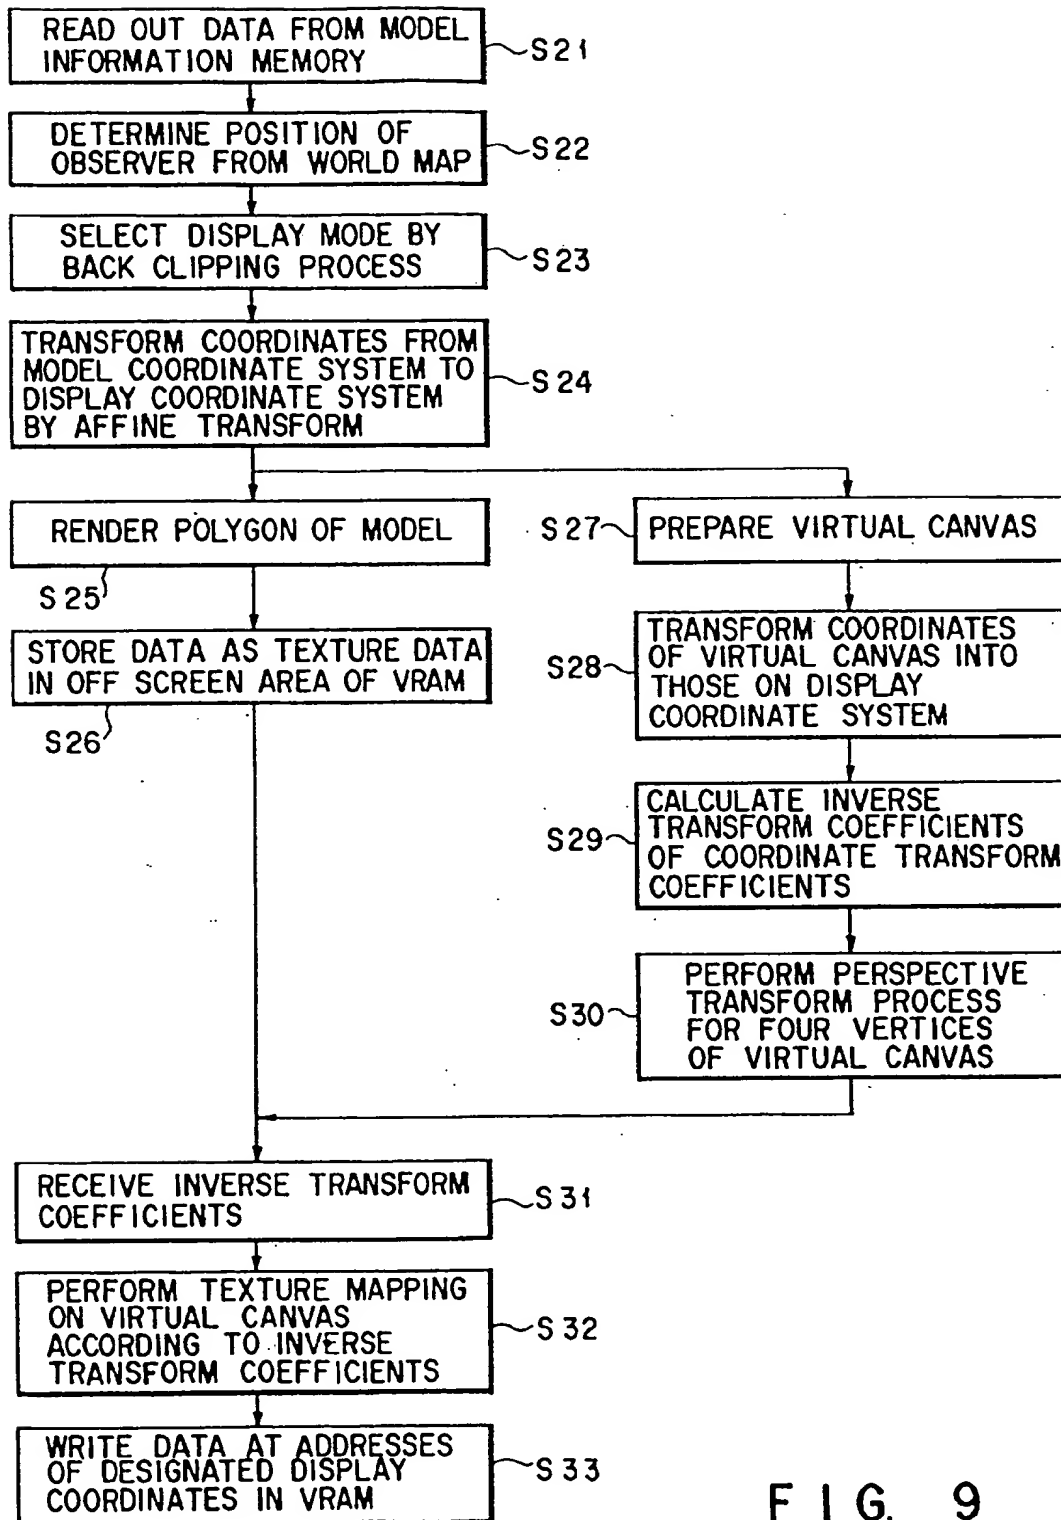 READ OUT DATA FROM MODEL
INFORMATION MEMORY
S21
DETERMINE POSITION OF
OBSERVER FROM WORLD MAP
S22
SELECT DISPLAY MODE BY
BACK CLIPPING PROCESS
S23
TRANSFORM COORDINATES FROM
MODEL COORDINATE SYSTEM TO
DISPLAY COORDINATE SYSTEM
BY AFFINE TRANSFORM
S24
RENDER POLYGON OF MODEL
S25
STORE DATA AS TEXTURE DATA
IN OFF SCREEN AREA OF VRAM
S26
S27
PREPARE VIRTUAL CANVAS
S28
TRANSFORM COORDINATES
OF VIRTUAL CANVAS INTO
THOSE ON DISPLAY
COORDINATE SYSTEM
S29
CALCULATE INVERSE
TRANSFORM COEFFICIENTS
OF COORDINATE TRANSFORM
COEFFICIENTS
S30
PERFORM PERSPECTIVE
TRANSFORM PROCESS
FOR FOUR VERTICES
OF VIRTUAL CANVAS
RECEIVE INVERSE TRANSFORM
COEFFICIENTS
S31
PERFORM TEXTURE MAPPING
ON VIRTUAL CANVAS
ACCORDING TO INVERSE
TRANSFORM COEFFICIENTS
S32
WRITE DATA AT ADDRESSES
OF DESIGNATED DISPLAY
COORDINATES IN VRAM
S33
FIG. 9